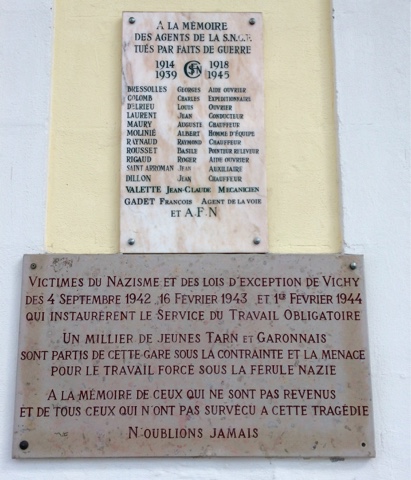 A LA MÉMOIRE
DES AGENTS DE LA S.N.C.F.
TUÉS PAR FAITS DE GUERRE
1914 1918
1939 1945
BRESSOLLES GEORGES AIDE OUVRIER
COLOMB CHARLES EXPÉDITIONNAIRE
DELRIEU LOUIS OUVRIER
LAURENT JEAN CONDUCTEUR
MAURY AUGUSTE CHAUFFEUR
MOLINIÉ ALBERT HOMME D'ÉQUIPE
RAYNAUD RAYMOND CHAUFFEUR
ROUSSET BASILE POINTEUR RELEVEUR
RIGAUD ROGER AIDE OUVRIER
SAINT ARROMAN JEAN AUXILIAIRE
DILLON JEAN CHAUFFEUR
VALETTE JEAN-CLAUDE MECANICIEN
GADET FRANÇOIS AGENT DE LA VOIE
ET A F N
VICTIMES DU NAZISME ET DES LOIS D'EXCEPTION DE VICHY
DES 4 SEPTEMBRE 1942, 16 FÉVRIER 1943 ET 1ER FÉVRIER 1944
QUI INSTAURÈRENT LE SERVICE DU TRAVAIL OBLIGATOIRE
UN MILLIER DE JEUNES TARN ET GARONNAIS
SONT PARTIS DE CETTE GARE SOUS LA CONTRAINTE ET LA MENACE
POUR LE TRAVAIL FORCÉ SOUS LA FÉRULE NAZIE
A LA MÉMOIRE DE CEUX QUI NE SONT PAS REVENUS
ET DE TOUS CEUX QUI N'ONT PAS SURVÉCU A CETTE TRAGÉDIE
N'OUBLIONS JAMAIS